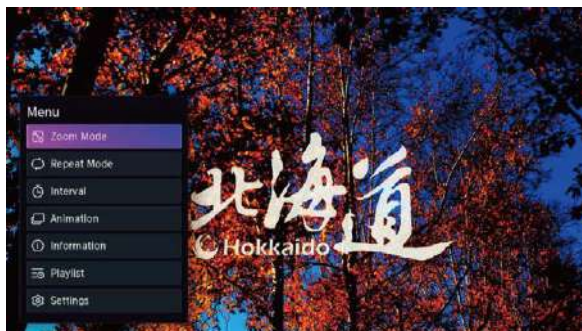 Menu
Zoom Mode
Repeat Mode
Interval
Animation
Information
Playlist
Settings
北海道
Hokkaido